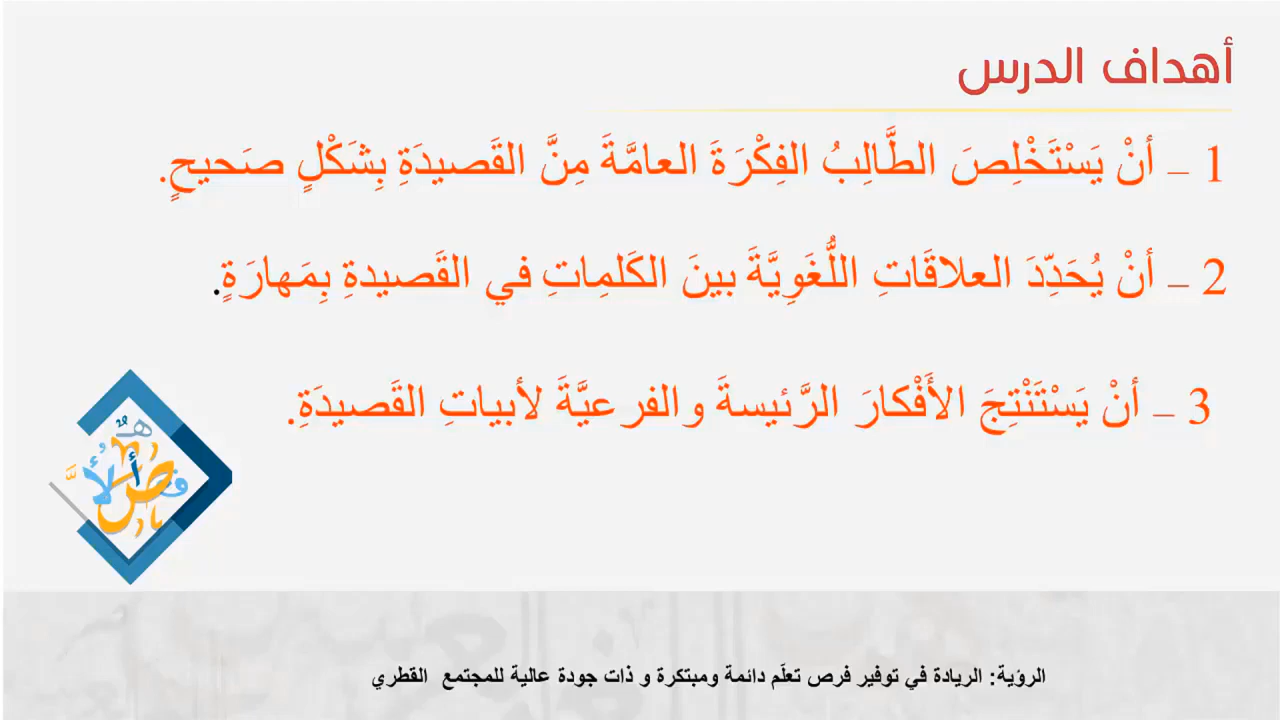 أهداف الدرس
1 – أنْ يَسْتَخْلِصَ الطَّالِبُ الفِكْرَةَ العامَّةَ مِنَّ القَصيدَةِ بِشَكْلٍ صَحيحٍ.
2 – أنْ يُحَدِّدَ العلاقَاتِ اللُّغَوِيَّةَ بينَ الكَلمِاتِ في القَصيدةِ بِمَهارَةٍ.
3 – أنْ يَسْتَنْتِجَ الأَفْكارَ الرَّئيسةَ والفرعيَّةَ لأبياتِ القَصيدَةِ.
الرؤية: الريادة في توفير فرص تعلّم دائمة ومبتكرة و ذات جودة عالية للمجتمع القطري